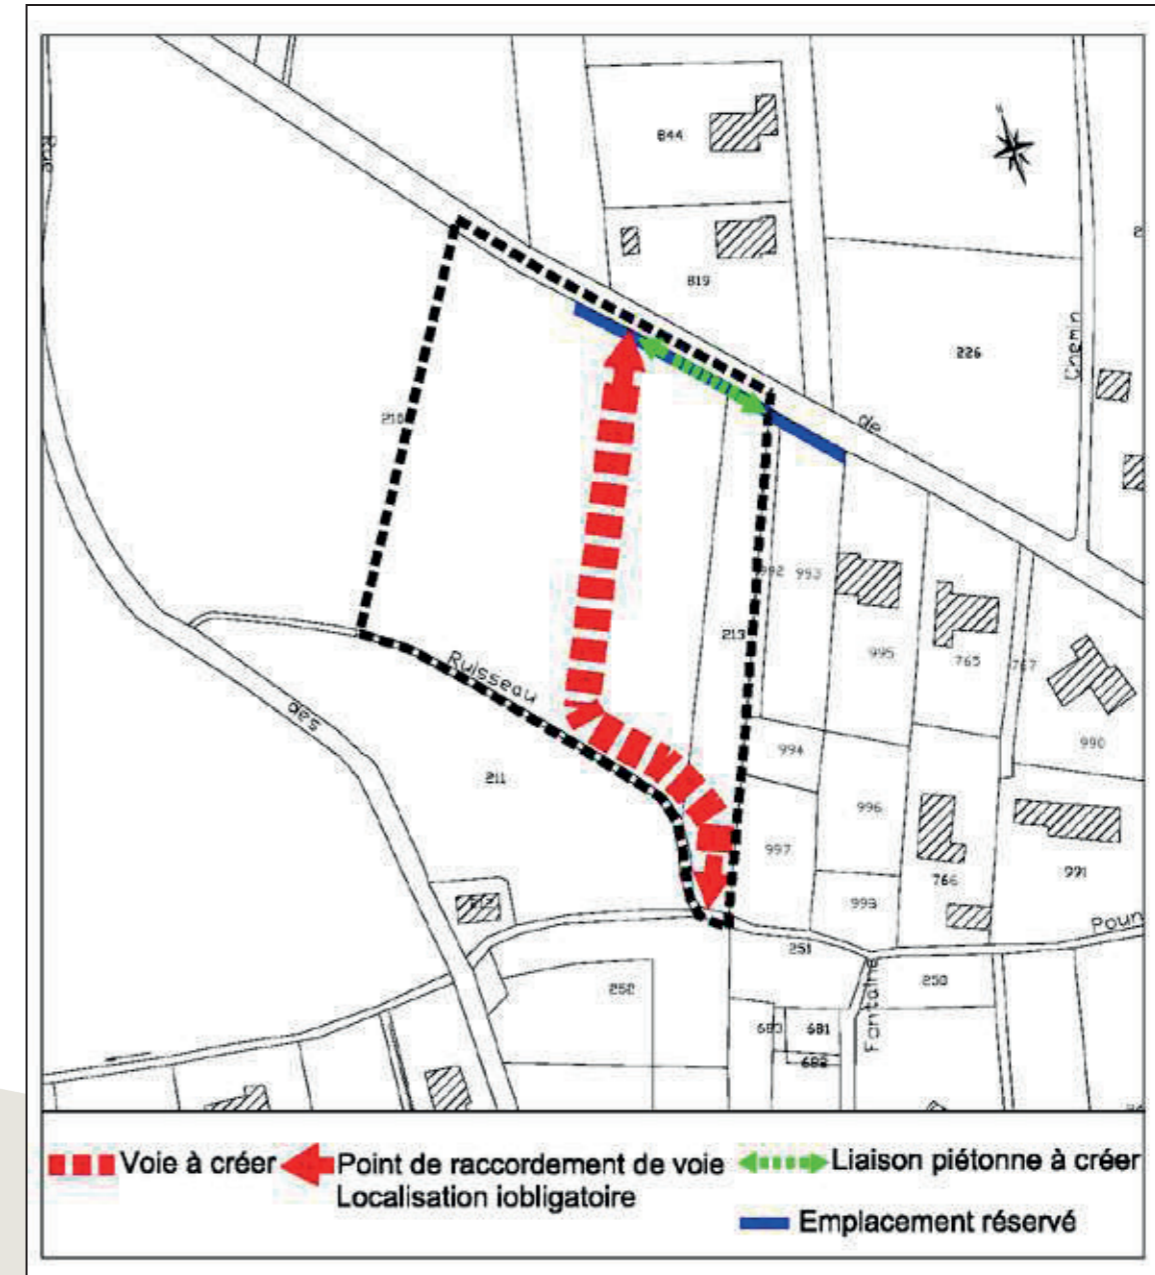 Rue
844
819
226
Chemin
de
210
992
993
213
995
765
767
990
Ruisseau
des
211
994
996
997
766
991
993
Poun
251
250
252
Fontaine
683
681
682
Voie à créer
Point de raccordement de voie
Localisation iobligatoire
Liaison piétonne à créer
Emplacement réservé